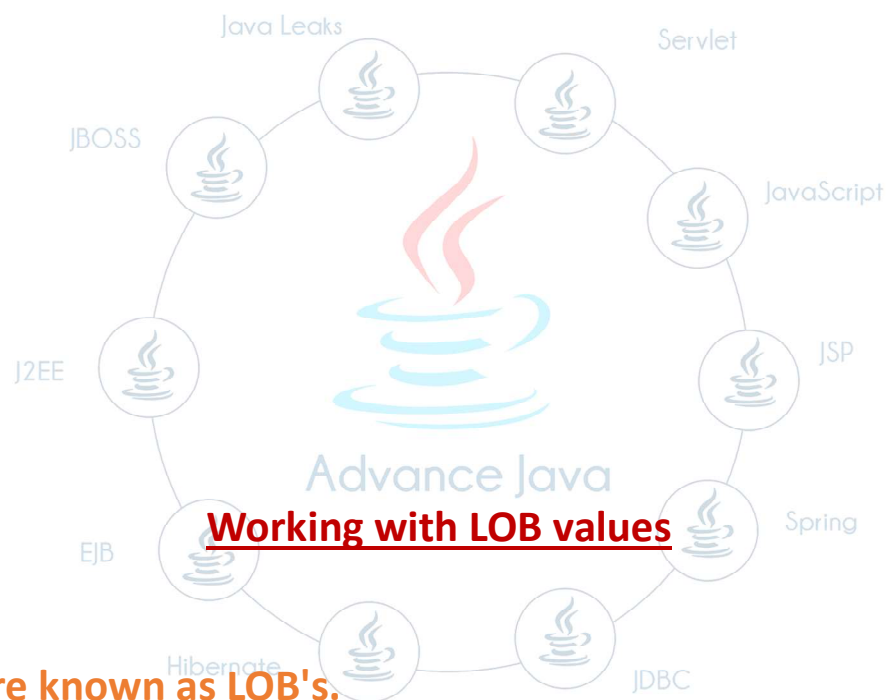 Java Leaks
Servlet
JBOSS
JavaScript
J2EE
JSP
Advance Java
Working with LOB values
Spring
EJB
Hibernate
re known as LOB's.
JDBC